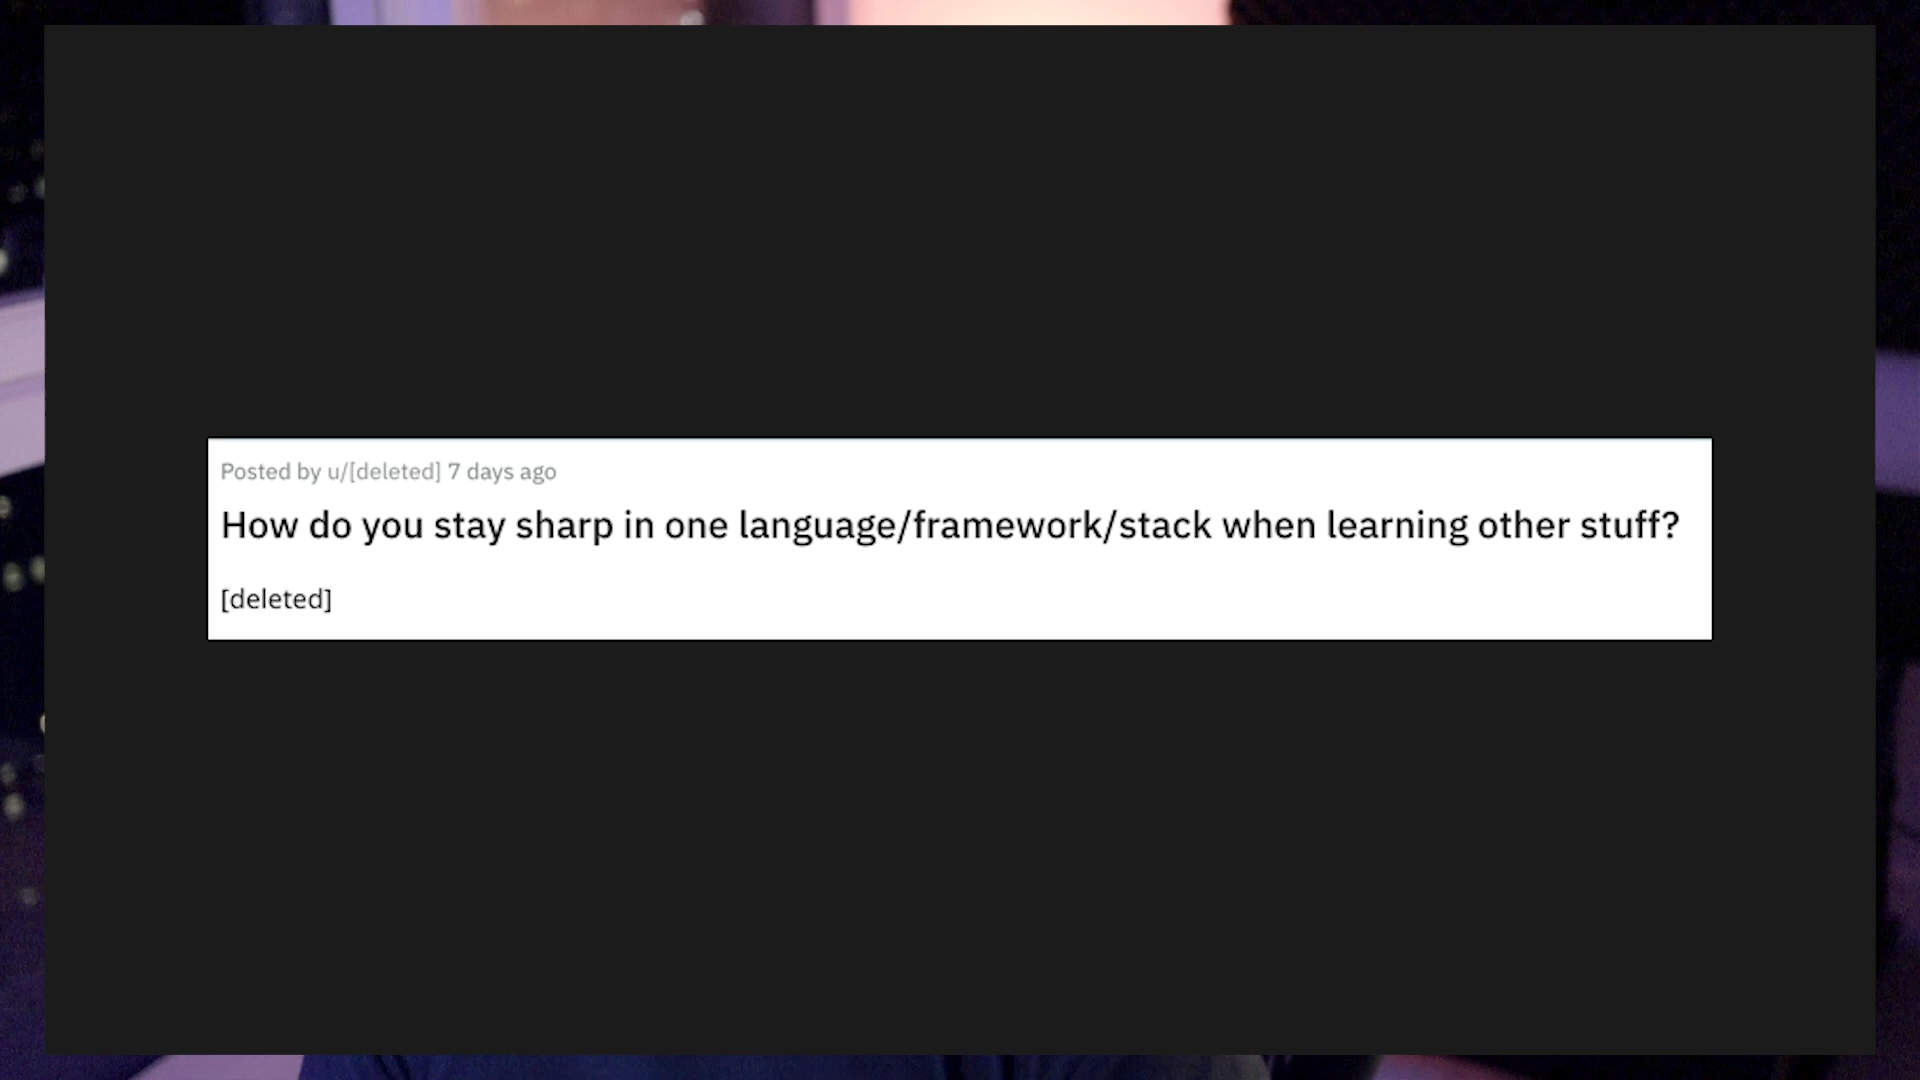 Posted by u/[deleted] 7 days ago
How do you stay sharp in one language/framework/stack when learning other stuff?
[deleted]